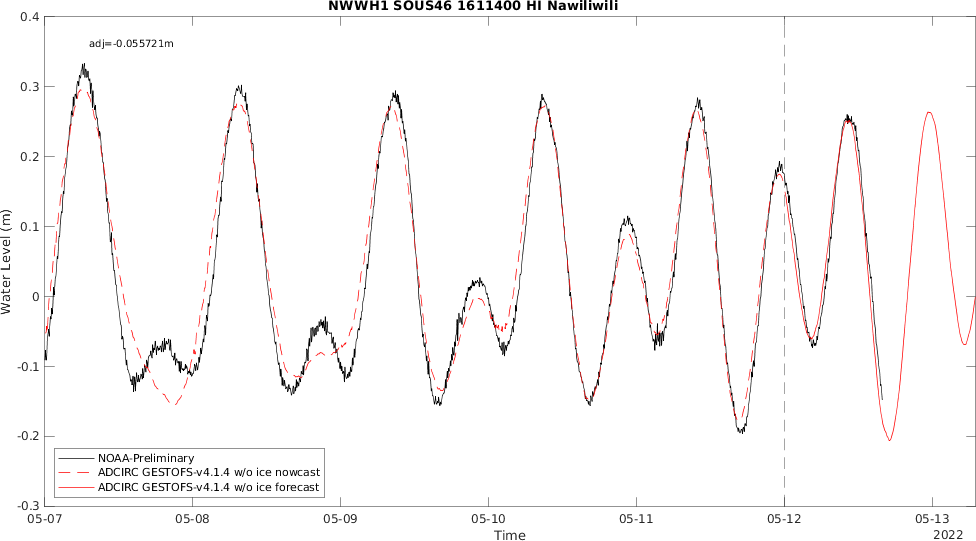 NWWH1 SOUS46 1611400 HI Nawiliwili
adj=-0.055721m
Water Level (m)
0.4
0.3
0.2
0.1
0
-0.1
-0.2
-0.3
NOAA-Preliminary
ADCIRC GESTOFS-v4.1.4 w/o ice nowcast
ADCIRC GESTOFS-v4.1.4 w/o ice forecast
05-07 05-08 05-09 05-10 05-11 05-12 05-13
Time
2022